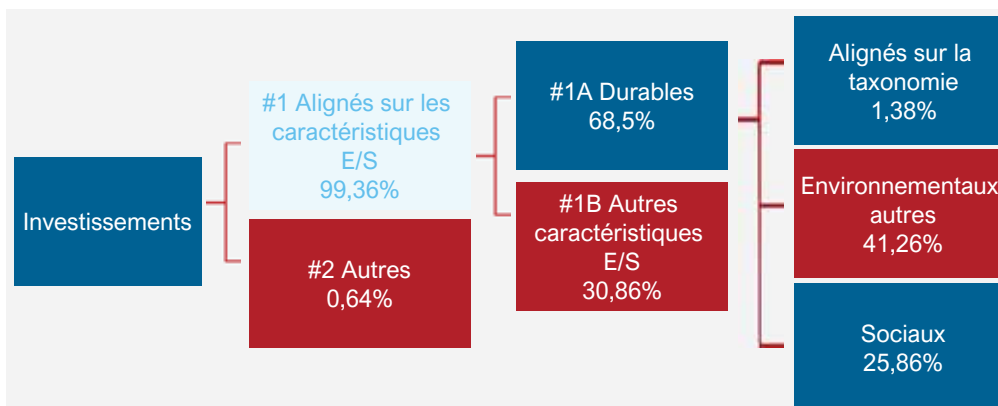 Investissements
#1 Alignés sur les
caractéristiques
E/S
99,36%
#2 Autres
0,64%
#1A Durables
68,5%
#1B Autres
caractéristiques
E/S
30,86%
Alignés sur la
taxonomie
1,38%
Environnementaux
autres
41,26%
Sociaux
25,86%